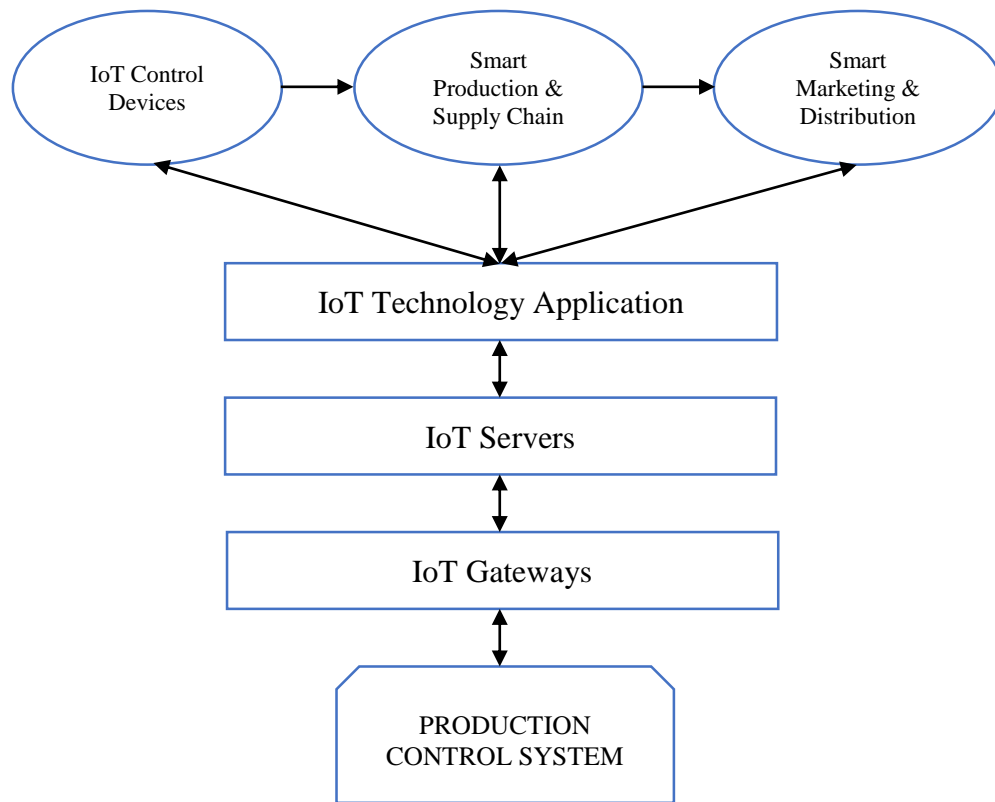 IoT Control
Devices
Smart
Production &
Supply Chain
Smart
Marketing &
Distribution
IoT Technology Application
IoT Servers
IoT Gateways
PRODUCTION
CONTROL SYSTEM